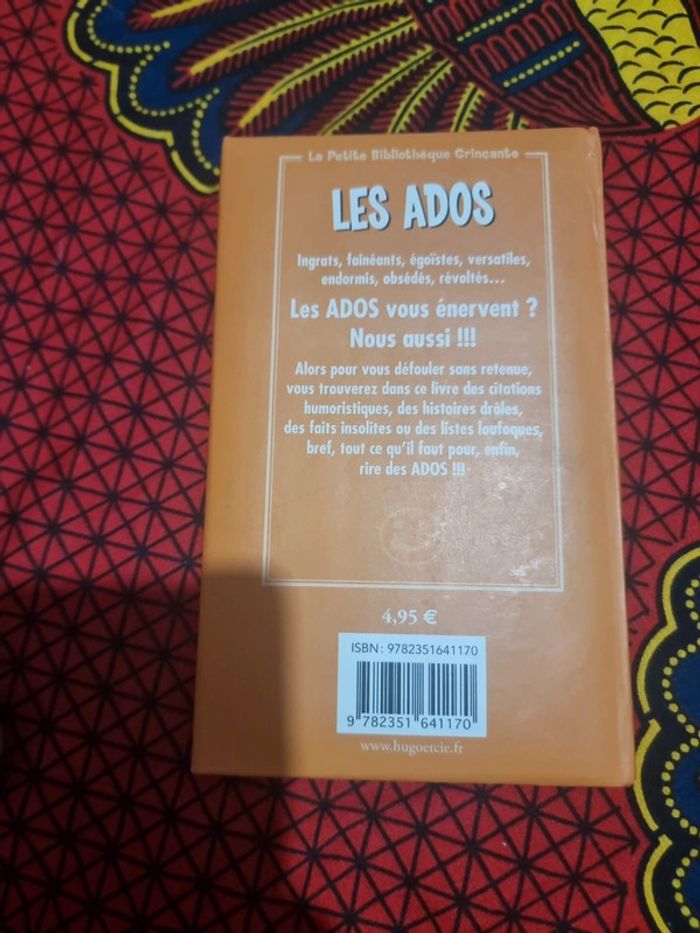 La Petite Bibliothèque Grinçante
LES ADOS
Ingrats, fainéants, égoïstes, versatiles,
endormis, obsédés, révoltés...
Les ADOS vous énervent ?
Nous aussi !!!
Alors pour vous défouler sans retenue,
vous trouverez dans ce livre des citations
humoristiques, des histoires drôles,
des faits insolites ou des listes loufoques,
bref, tout ce qu'il faut pour, enfin,
rire des ADOS !!!
4,95 €
ISBN : 9782351641170
9 782351 641170
www.hugoetcie.fr